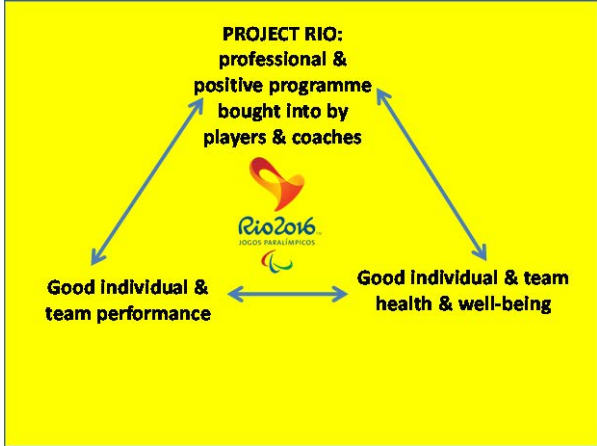 PROJECT RIO:
professional &
positive programme
bought into by
players & coaches
Rio2016™
JOGOS PARALÍMPICOS
Good individual &
team performance
Good individual & team
health & well-being